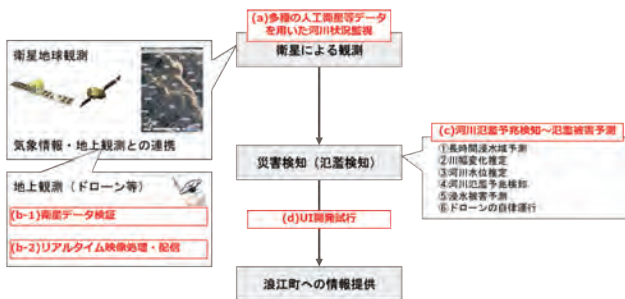 (a)多種の人工衛星等データ
を用いた河川状況監視
衛星による観測
衛星地球観測
気象情報・地上観測との連携
地上観測（ドローン等）
(b-1)衛星データ検証
(b-2)リアルタイム映像処理・配信
災害検知（氾濫検知）
(c)河川氾濫予兆検知～氾濫被害予測
①長時間浸水域予測
②川幅変化推定
③河川水位推定
④河川氾濫予兆検知
⑤浸水被害予測
⑥ドローンの自律運行
(d)UI開発試行
浪江町への情報提供